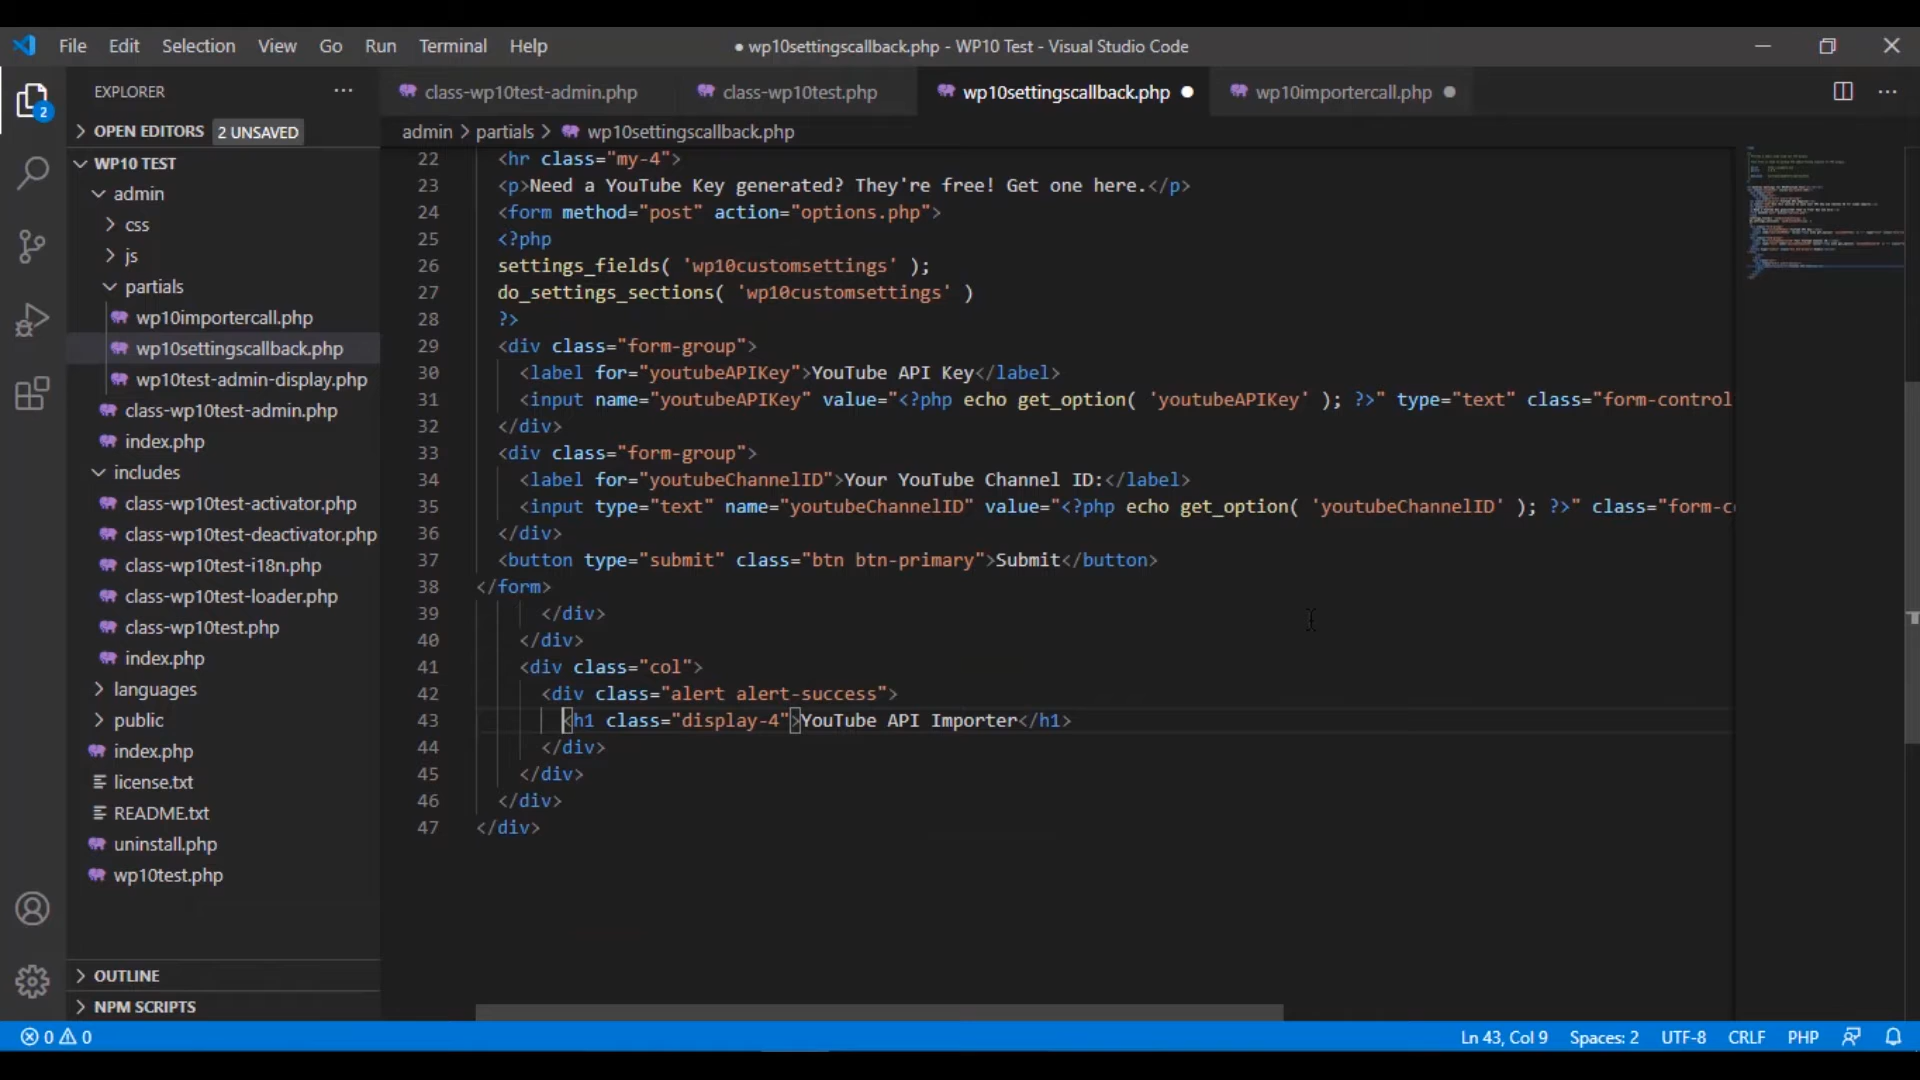 File Edit Selection View Go Run Terminal Help
● wp10settingscallback.php - WP10 Test - Visual Studio Code
EXPLORER
class-wp10test-admin.php
class-wp10test.php
wp10settingscallback.php
wp10importercall.php
OPEN EDITORS 2 UNSAVED
admin > partials > wp10settingscallback.php
2
WP10 TEST
admin
css
js
partials
wp10importercall.php
wp10settingscallback.php
wp10test-admin-display.php
class-wp10test-admin.php
index.php
includes
class-wp10test-activator.php
class-wp10test-deactivator.php
class-wp10test-i18n.php
class-wp10test-loader.php
class-wp10test.php
index.php
languages
public
index.php
license.txt
README.txt
uninstall.php
wp10test.php
OUTLINE
NPM SCRIPTS
22 <hr class="my-4">
23 <p>Need a YouTube Key generated? They're free! Get one here.</p>
24 <form method="post" action="options.php">
25 <?php
26 settings_fields( 'wp10customsettings' );
27 do_settings_sections( 'wp10customsettings' )
28 ?>
29 <div class="form-group">
30 <label for="youtubeAPIKey">YouTube API Key</label>
31 <input name="youtubeAPIKey" value="<?php echo get_option( 'youtubeAPIKey' ); ?>" type="text" class="form-control
32 </div>
33 <div class="form-group">
34 <label for="youtubeChannelID">Your YouTube Channel ID:</label>
35 <input type="text" name="youtubeChannelID" value="<?php echo get_option( 'youtubeChannelID' ); ?>" class="form-c
36 </div>
37 <button type="submit" class="btn btn-primary">Submit</button>
38 </form>
39 </div>
40 </div>
41 <div class="col">
42 <div class="alert alert-success">
43 <h1 class="display-4">YouTube API Importer</h1>
44 </div>
45 </div>
46 </div>
47 </div>
0 0
Ln 43, Col 9 Spaces: 2 UTF-8 CRLF PHP